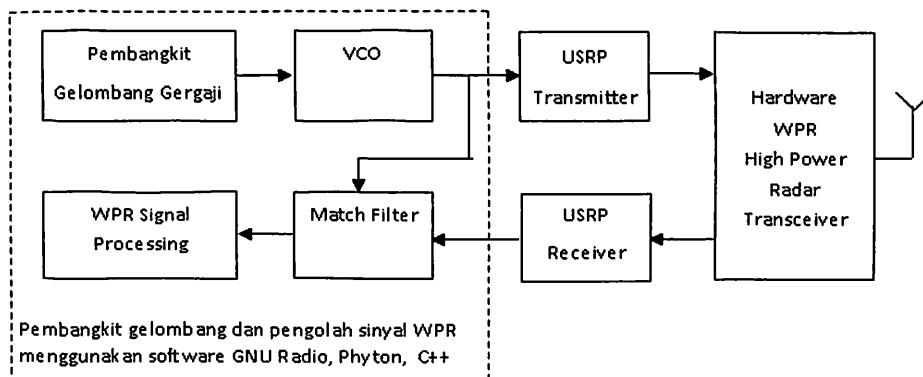 Pembangkit
Gelombang Gergaji
VCO
USRP
Transmitter
Hardware
WPR
High Power
Radar
Transceiver
WPR Signal
Processing
Match Filter
USRP
Receiver
Pembangkit gelombang dan pengolah sinyal WPR
menggunakan software GNU Radio, Phyton, C++